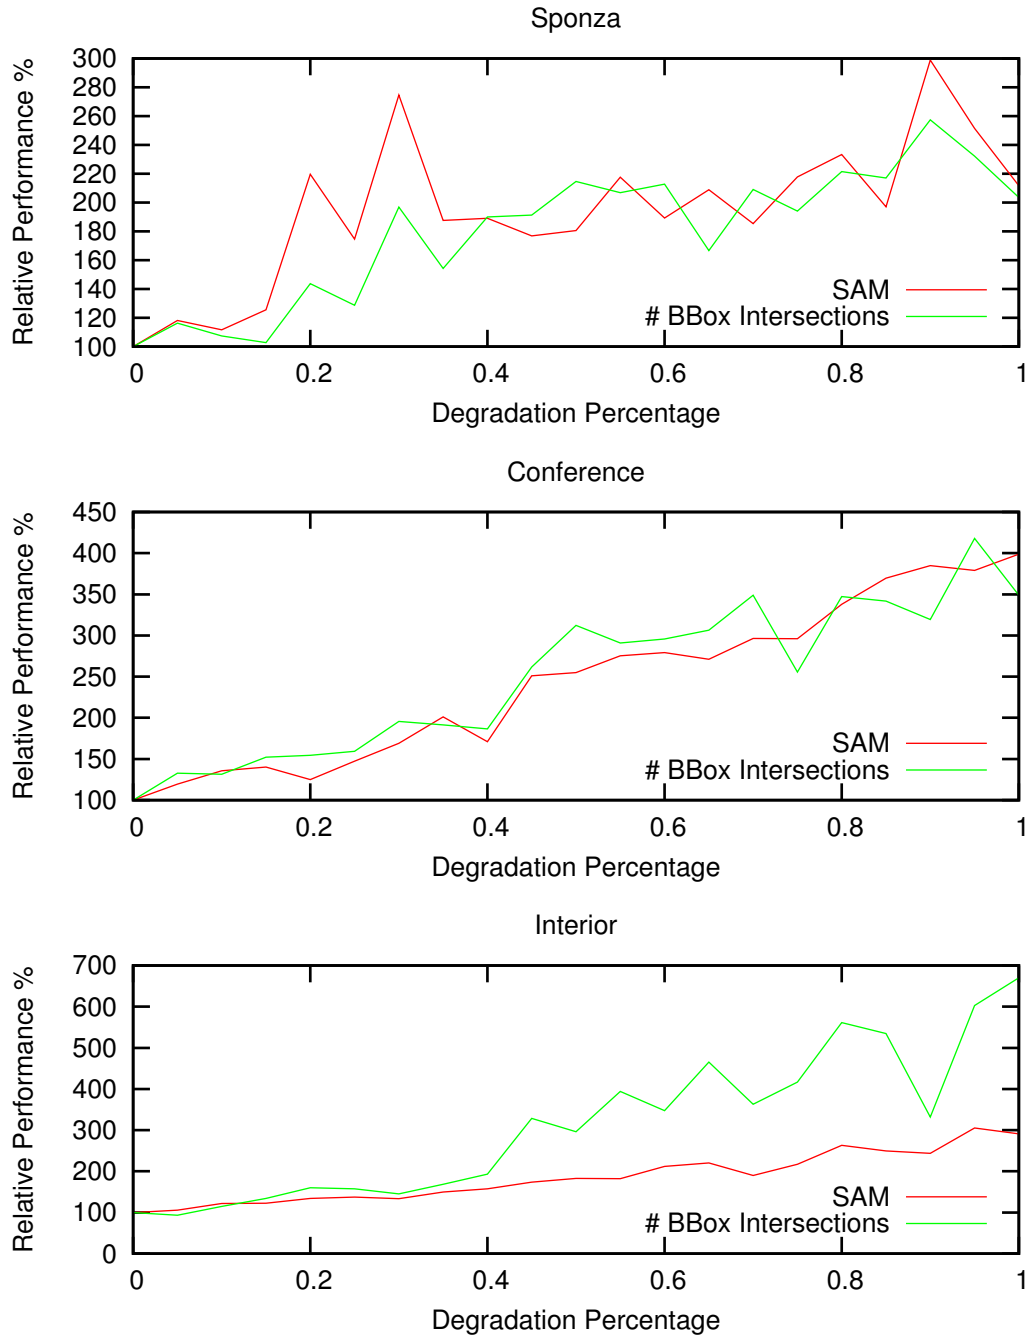 Sponza
Relative Performance %
300
280
260
240
220
200
180
160
140
120
100
SAM
# BBox Intersections
0 0.2 0.4 0.6 0.8 1
Degradation Percentage
Conference
Relative Performance %
450
400
350
300
250
200
150
100
SAM
# BBox Intersections
0 0.2 0.4 0.6 0.8 1
Degradation Percentage
Interior
Relative Performance %
700
600
500
400
300
200
100
0
SAM
# BBox Intersections
0 0.2 0.4 0.6 0.8 1
Degradation Percentage